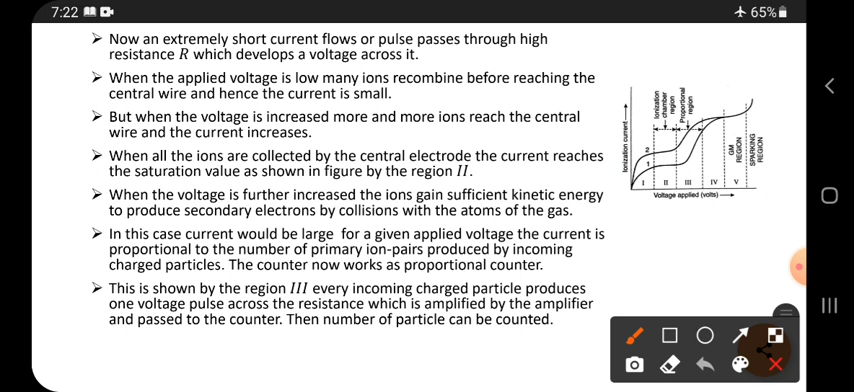 7:22
65%
➢ Now an extremely short current flows or pulse passes through high
resistance R which develops a voltage across it.
➢ When the applied voltage is low many ions recombine before reaching the
central wire and hence the current is small.
➢ But when the voltage is increased more and more ions reach the central
wire and the current increases.
➢ When all the ions are collected by the central electrode the current reaches
the saturation value as shown in figure by the region II.
➢ When the voltage is further increased the ions gain sufficient kinetic energy
to produce secondary electrons by collisions with the atoms of the gas.
➢ In this case current would be large for a given applied voltage the current is
proportional to the number of primary ion-pairs produced by incoming
charged particles. The counter now works as proportional counter.
➢ This is shown by the region III every incoming charged particle produces
one voltage pulse across the resistance which is amplified by the amplifier
and passed to the counter. Then number of particle can be counted.
Ionization current
Ionization
chamber
region
Proportional
region
2
1
GM
REGION
SPARKING
REGION
I II III IV V
Voltage applied (volts)